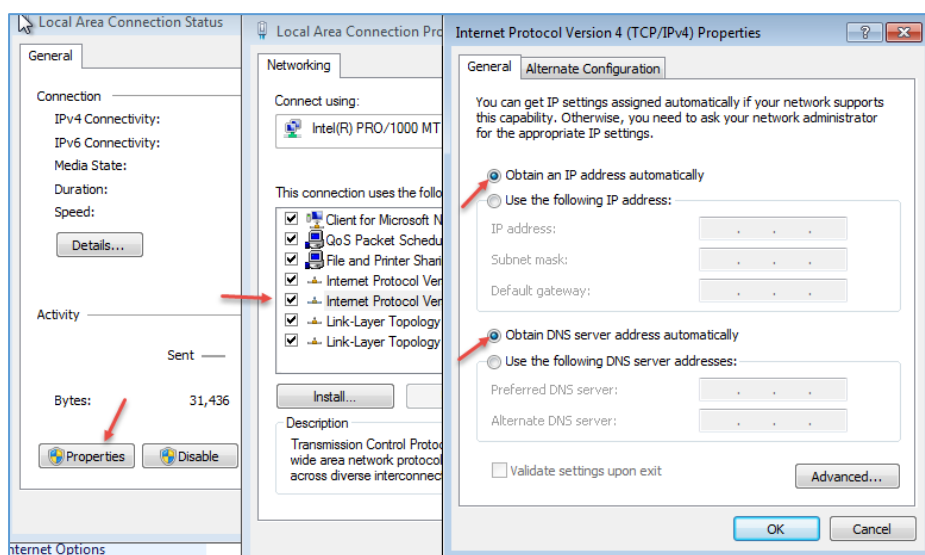 Local Area Connection Status
General
Connection
IPv4 Connectivity:
IPv6 Connectivity:
Media State:
Duration:
Speed:
Details...
Activity
Sent
Bytes: 31,436
Properties
Disable
nternet Options
Local Area Connection Pro
Networking
Connect using:
Intel(R) PRO/1000 MT
This connection uses the follo
Client for Microsoft N
QoS Packet Schedu
File and Printer Shari
Internet Protocol Ver
Internet Protocol Ver
Link-Layer Topology
Link-Layer Topology
Install...
Description
Transmission Control Protoc
wide area network protocol
across diverse interconnec
Internet Protocol Version 4 (TCP/IPv4) Properties
General
Alternate Configuration
You can get IP settings assigned automatically if your network supports
this capability. Otherwise, you need to ask your network administrator
for the appropriate IP settings.
Obtain an IP address automatically
Use the following IP address:
IP address:
Subnet mask:
Default gateway:
Obtain DNS server address automatically
Use the following DNS server addresses:
Preferred DNS server:
Alternate DNS server:
Validate settings upon exit
Advanced...
OK
Cancel